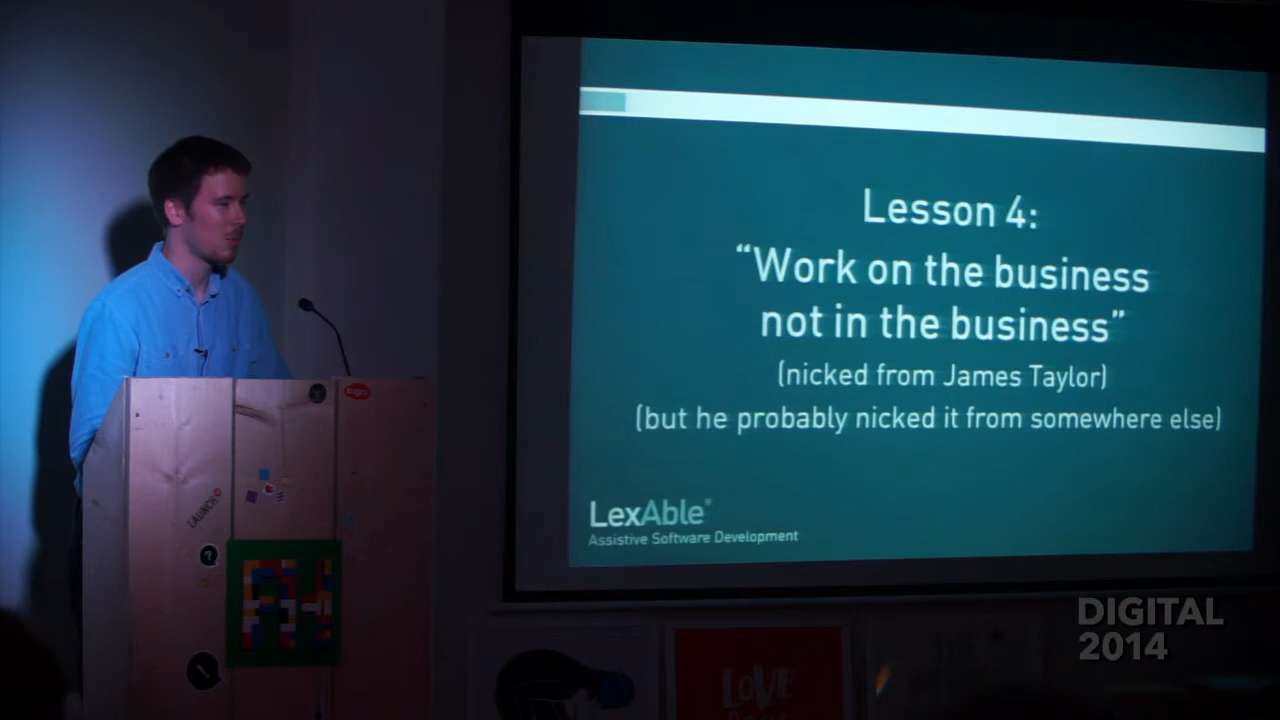 Lesson 4:
“Work on the business
not in the business”
(nicked from James Taylor)
(but he probably nicked it from somewhere else)
LexAble®
Assistive Software Development
LAUNCH
?
LOVE
DIGITAL
2014